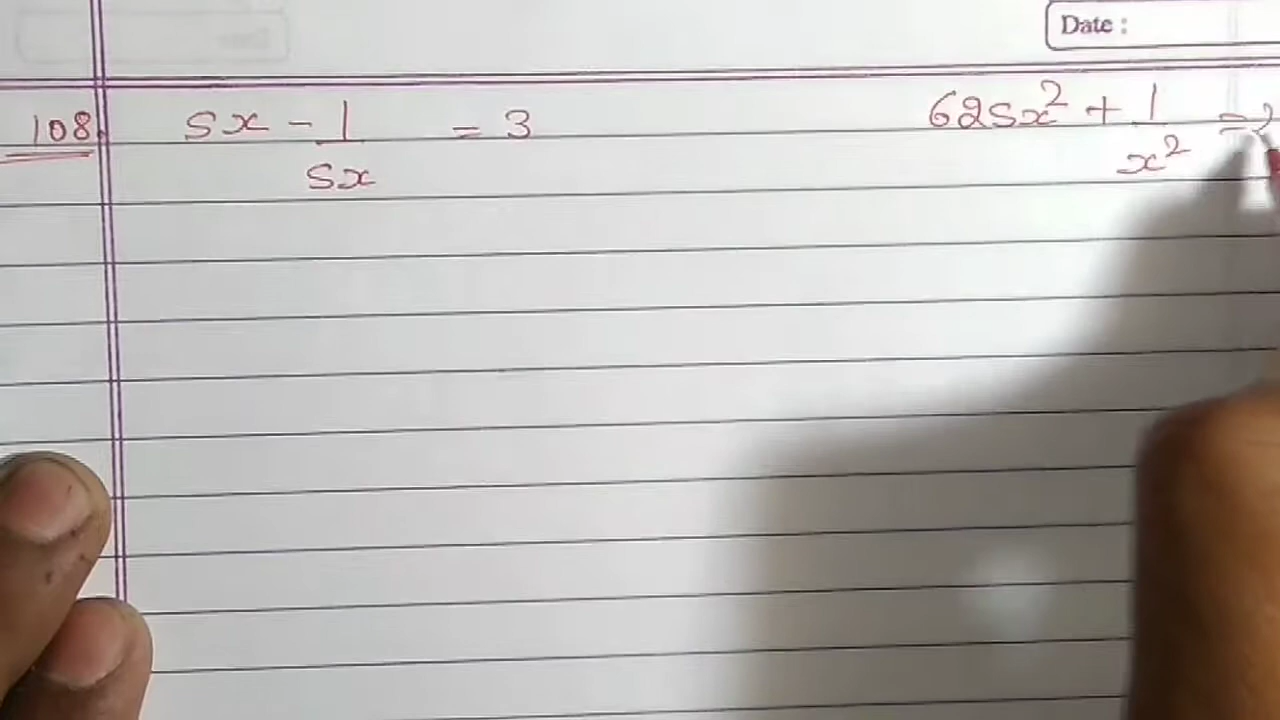 Date :
108. 5x - 1/5x = 3 625x² + 1/x² = ?